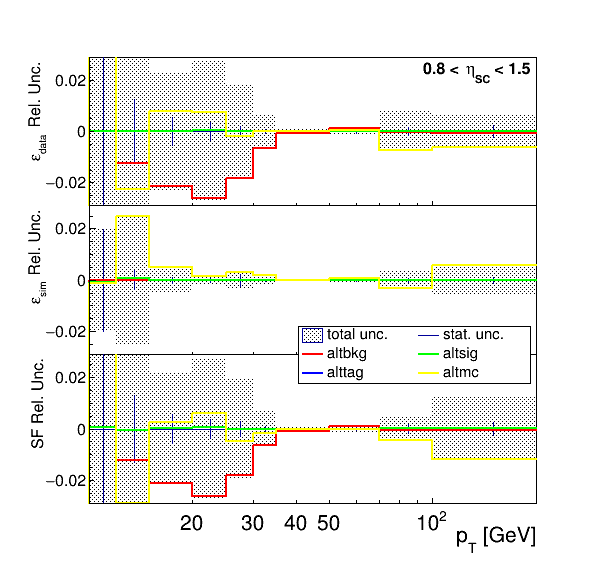 0.8 < η_SC < 1.5
ε_data Rel. Unc.
0.02
0
−0.02
ε_sim Rel. Unc.
0.02
0
−0.02
total unc. stat. unc.
altbkg altsig
alttag altmc
SF Rel. Unc.
0.02
0
−0.02
20 30 40 50 10²
p_T [GeV]